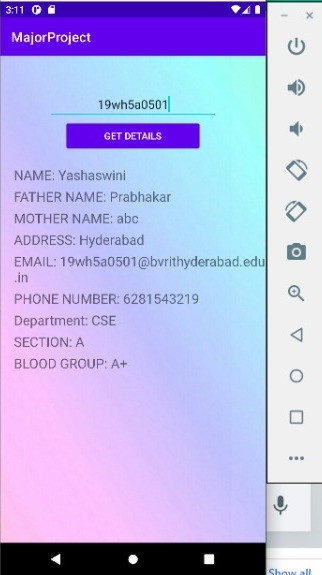 3:11
MajorProject
19wh5a0501
GET DETAILS
NAME: Yashaswini
FATHER NAME: Prabhakar
MOTHER NAME: abc
ADDRESS: Hyderabad
EMAIL: 19wh5a0501@bvrithyderabad.edu
.in
PHONE NUMBER: 6281543219
Department: CSE
SECTION: A
BLOOD GROUP: A+
Show all